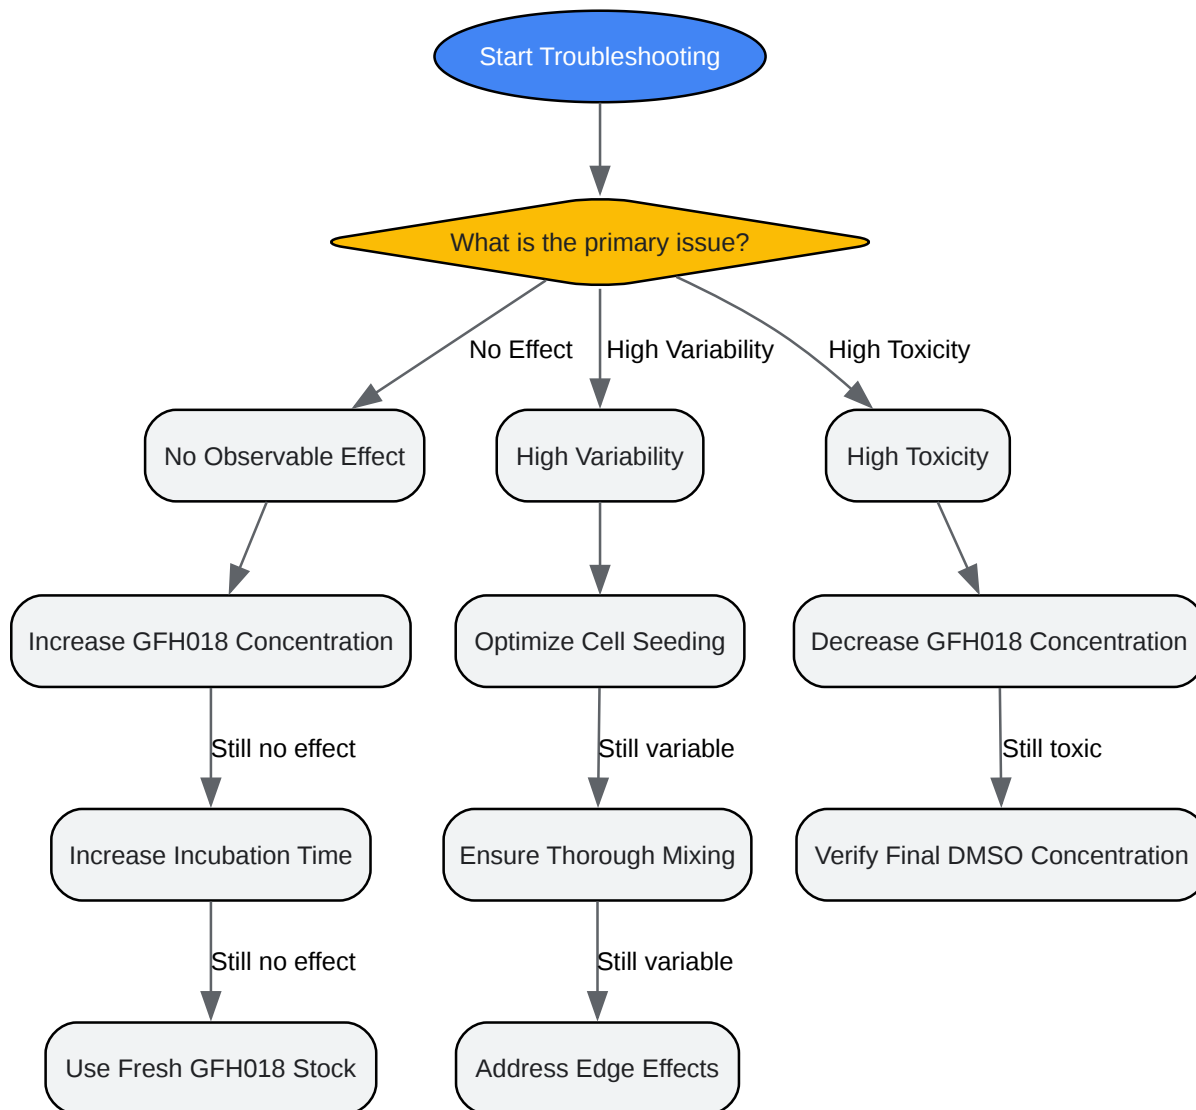 Start Troubleshooting
What is the primary issue?
No Effect
High Variability
High Toxicity
No Observable Effect
High Variability
High Toxicity
Increase GFH018 Concentration
Optimize Cell Seeding
Decrease GFH018 Concentration
Still no effect
Still variable
Still toxic
Increase Incubation Time
Ensure Thorough Mixing
Verify Final DMSO Concentration
Still no effect
Still variable
Use Fresh GFH018 Stock
Address Edge Effects